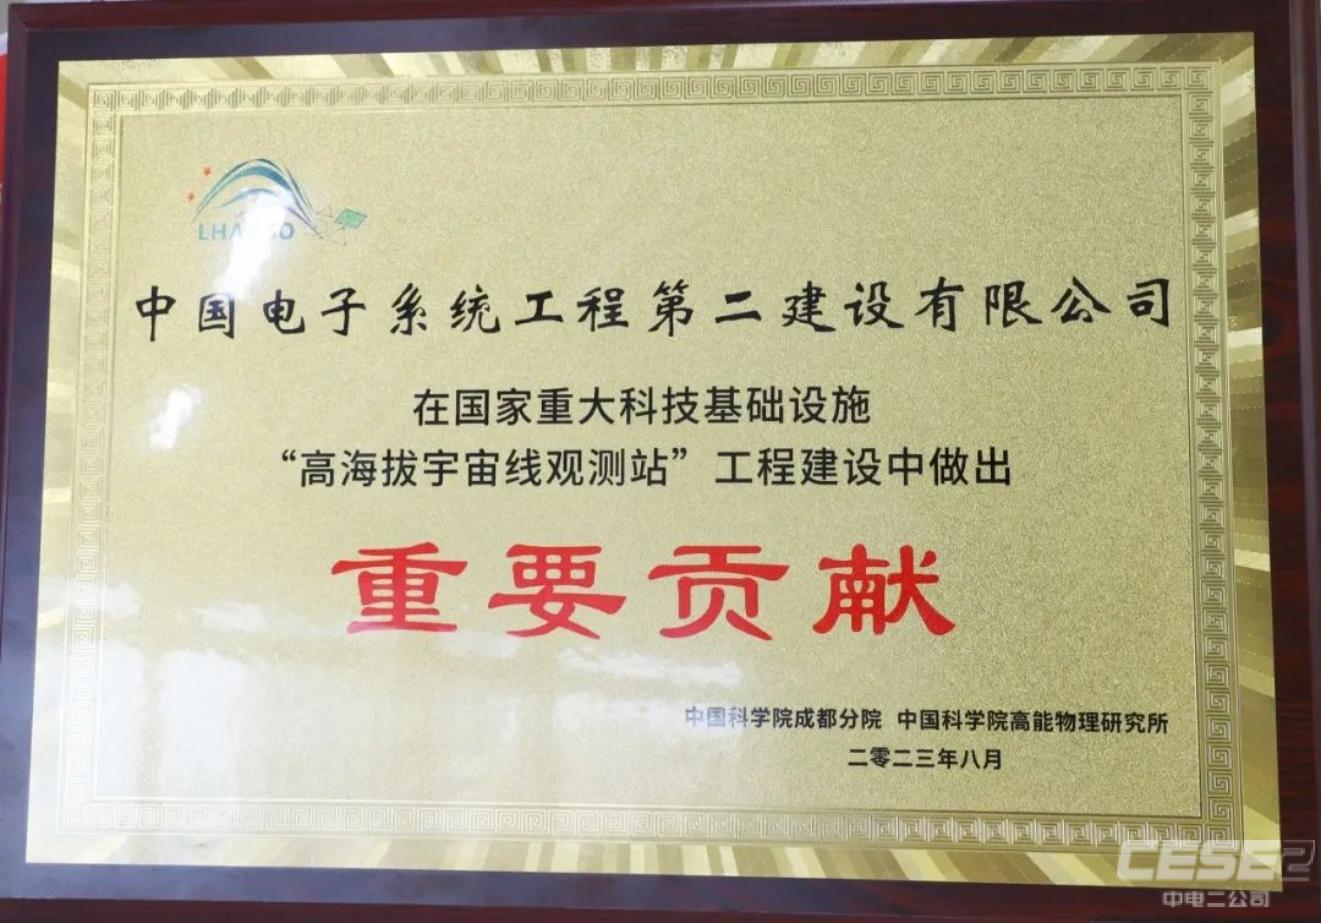 中国电子系统工程第二建设有限公司
在国家重大科技基础设施
“高海拔宇宙线观测站”工程建设中做出
重要贡献
中国科学院成都分院 中国科学院高能物理研究所
二零二三年八月
CESE2
中电二公司